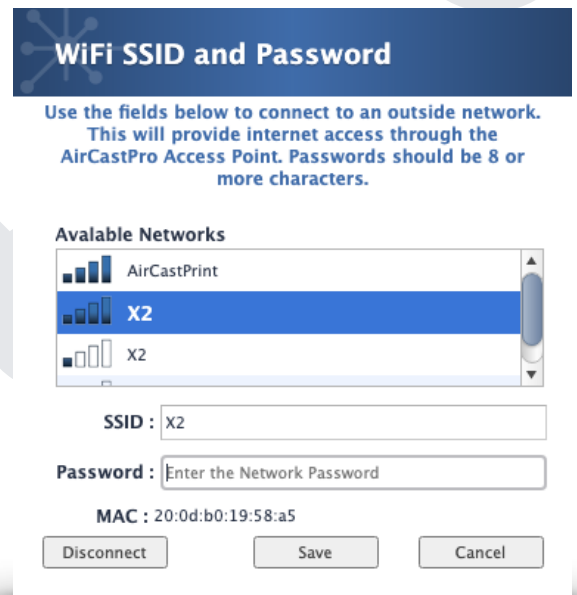 WiFi SSID and Password
Use the fields below to connect to an outside network.
This will provide internet access through the
AirCastPro Access Point. Passwords should be 8 or
more characters.
Avalable Networks
AirCastPrint
X2
X2
SSID : X2
Password : Enter the Network Password
MAC : 20:0d:b0:19:58:a5
Disconnect Save Cancel